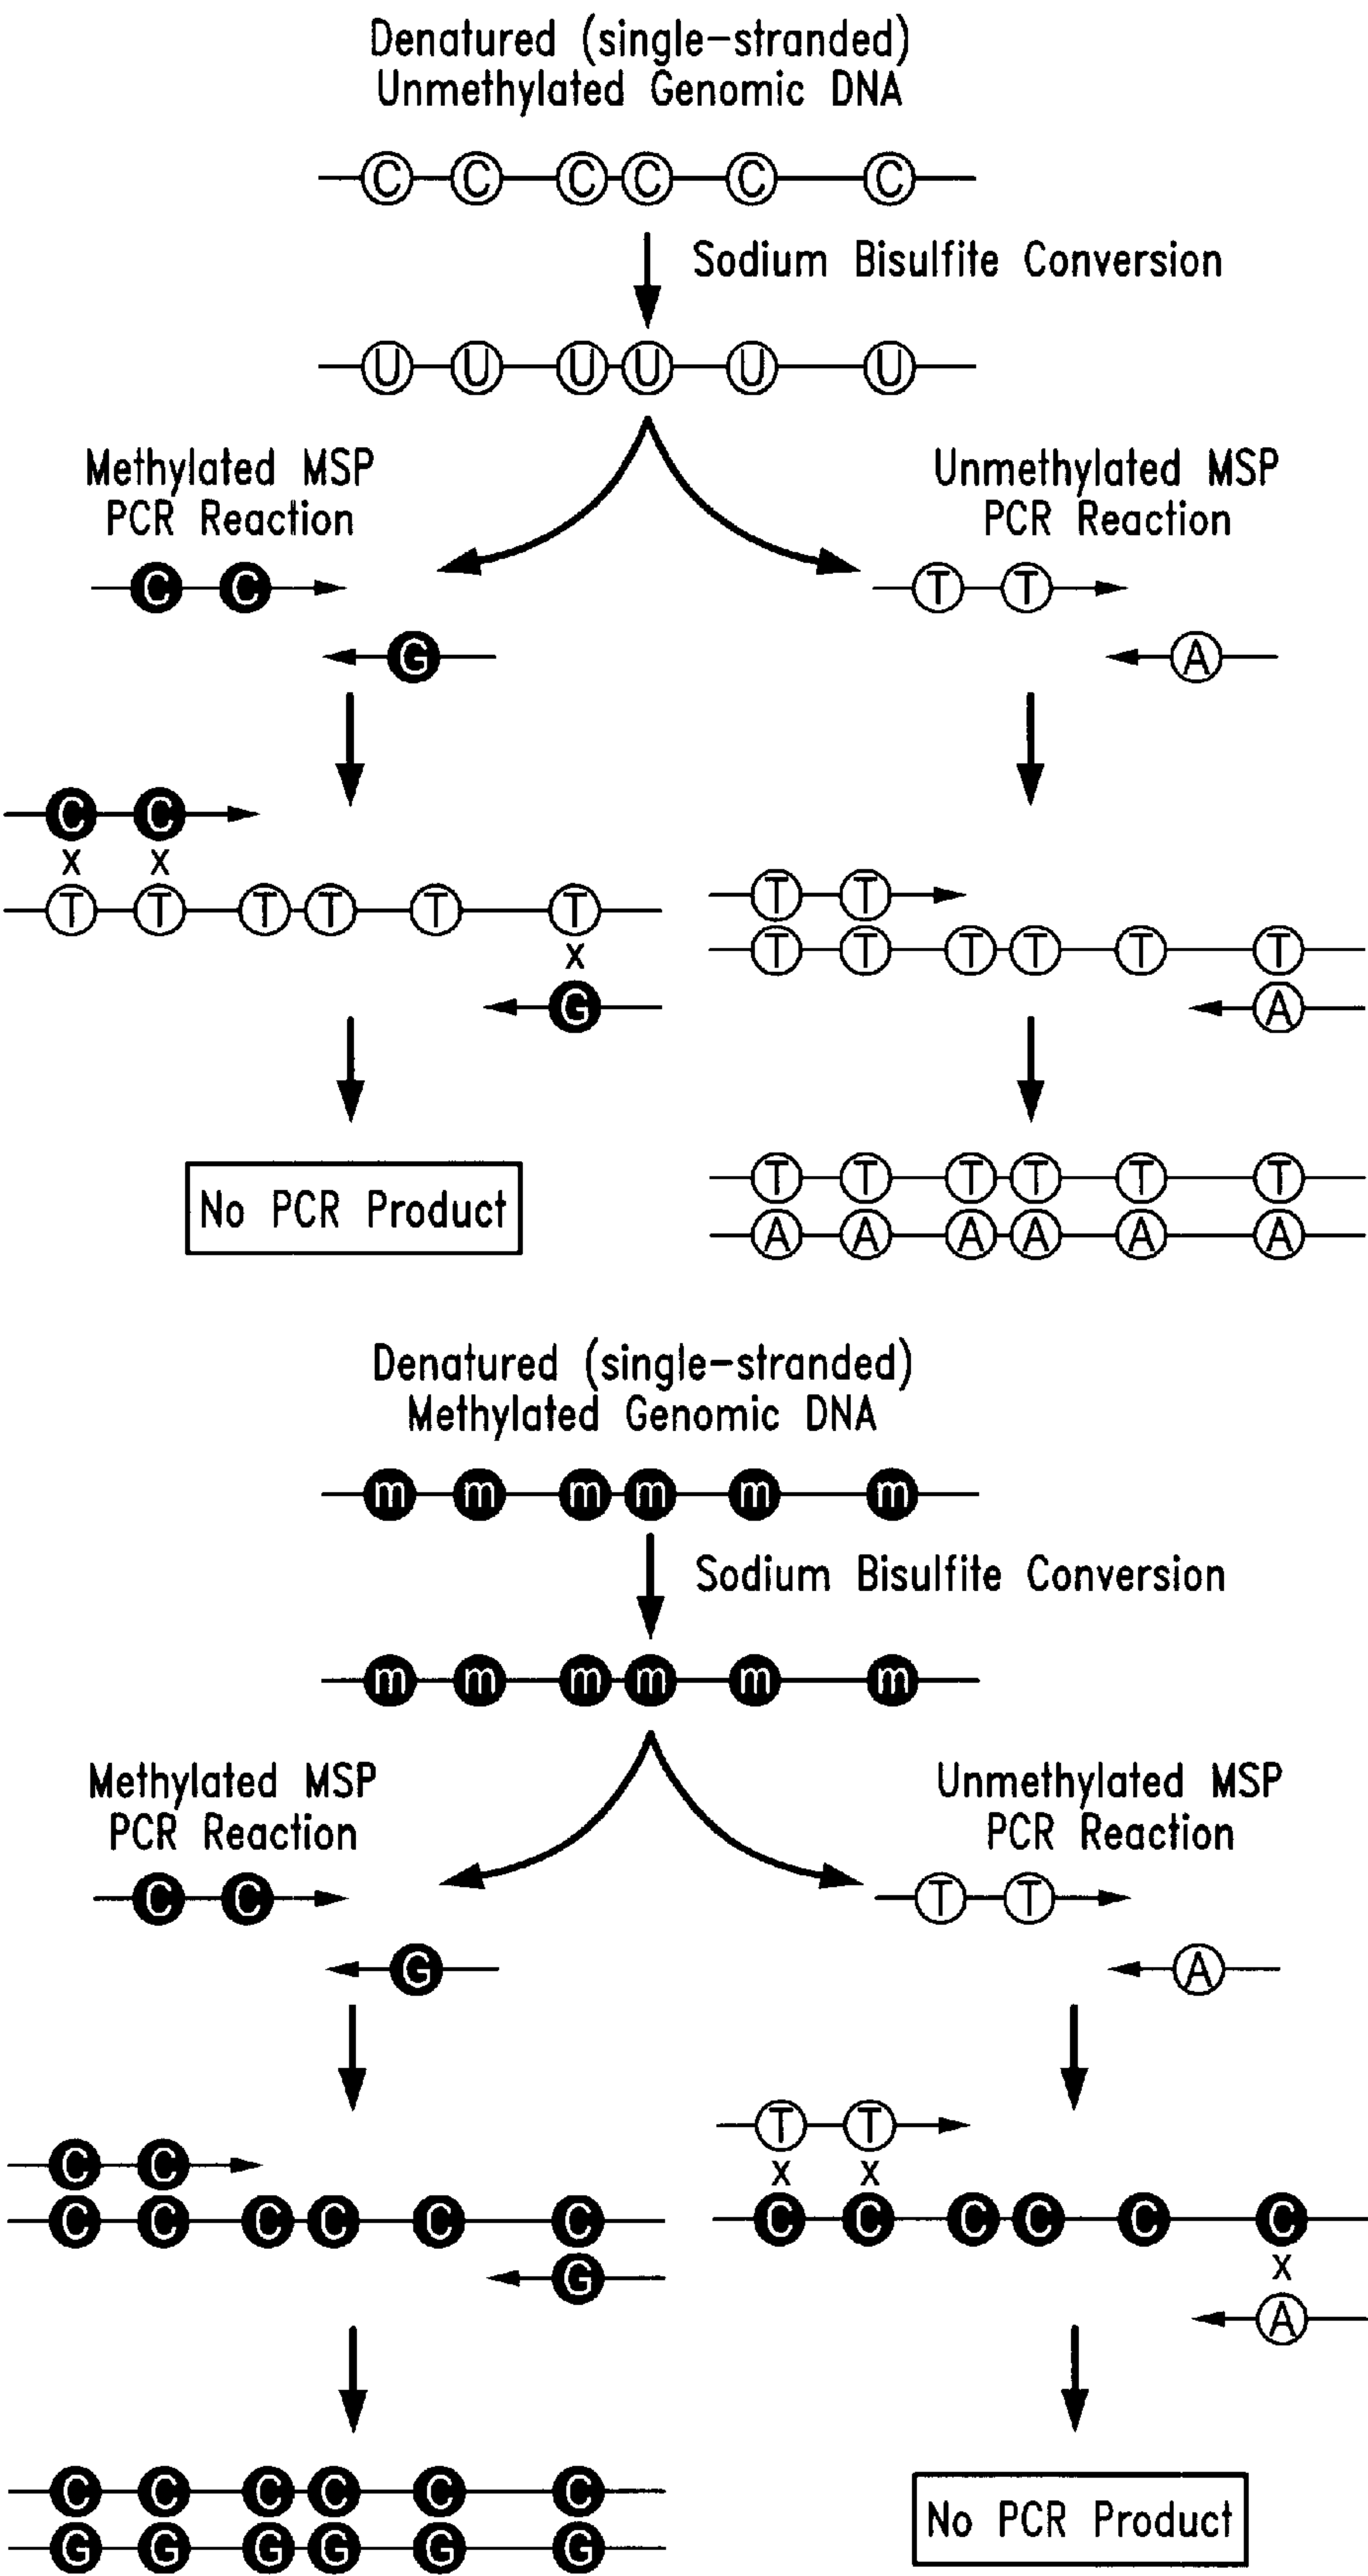 Denatured (single-stranded)
Unmethylated Genomic DNA
C C C C C C
Sodium Bisulfite Conversion
U U U U U U
Methylated MSP
PCR Reaction
C C
G
Unmethylated MSP
PCR Reaction
T T
A
C C
x x
T T T T T T
x
G
No PCR Product
T T
T T T T T T
A
T T T T T T
A A A A A A
Denatured (single-stranded)
Methylated Genomic DNA
m m m m m m
Sodium Bisulfite Conversion
m m m m m m
Methylated MSP
PCR Reaction
C C
G
Unmethylated MSP
PCR Reaction
T T
A
C C
C C C C C C
G
C C C C C C
G G G G G G
T T
x x
C C C C C C
x
A
No PCR Product